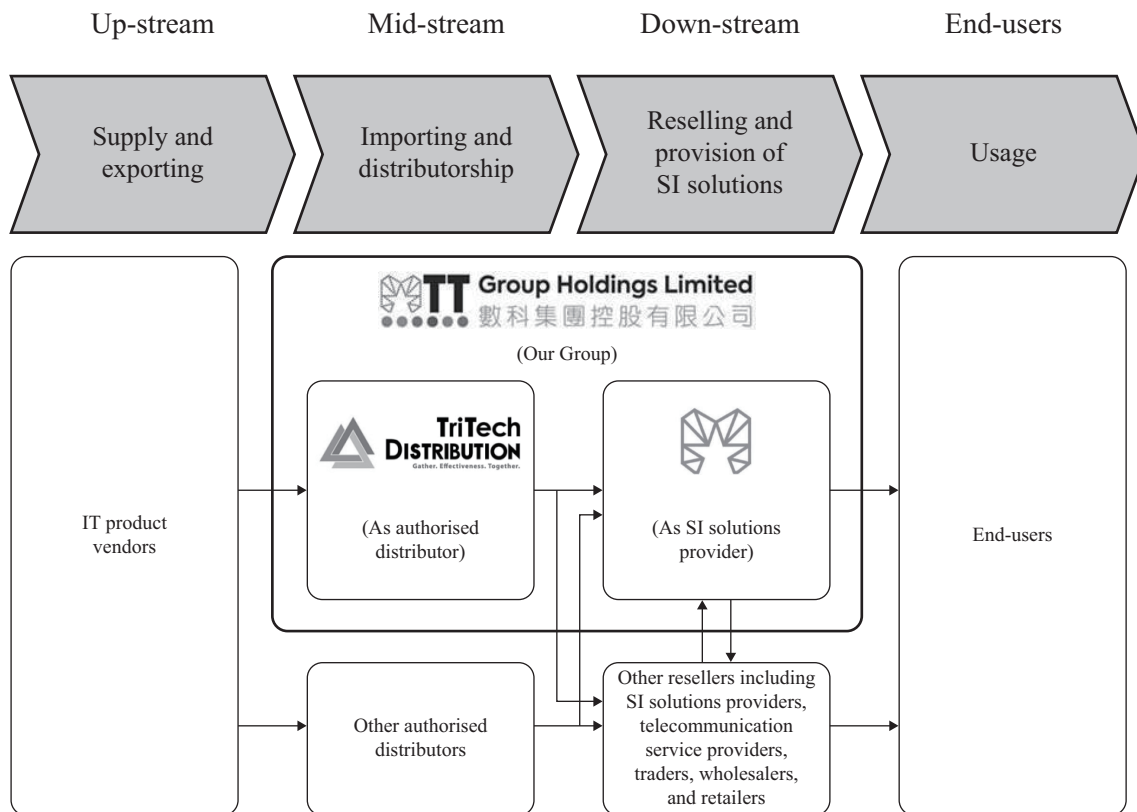 Up-stream
Mid-stream
Down-stream
End-users
Supply and
exporting
Importing and
distributorship
Reselling and
provision of
SI solutions
Usage
TT Group Holdings Limited
數科集團控股有限公司
(Our Group)
TriTech
DISTRIBUTION
Gather. Effectiveness. Together.
IT product
vendors
(As authorised
distributor)
(As SI solutions
provider)
End-users
Other authorised
distributors
Other resellers including
SI solutions providers,
telecommunication
service providers,
traders, wholesalers,
and retailers